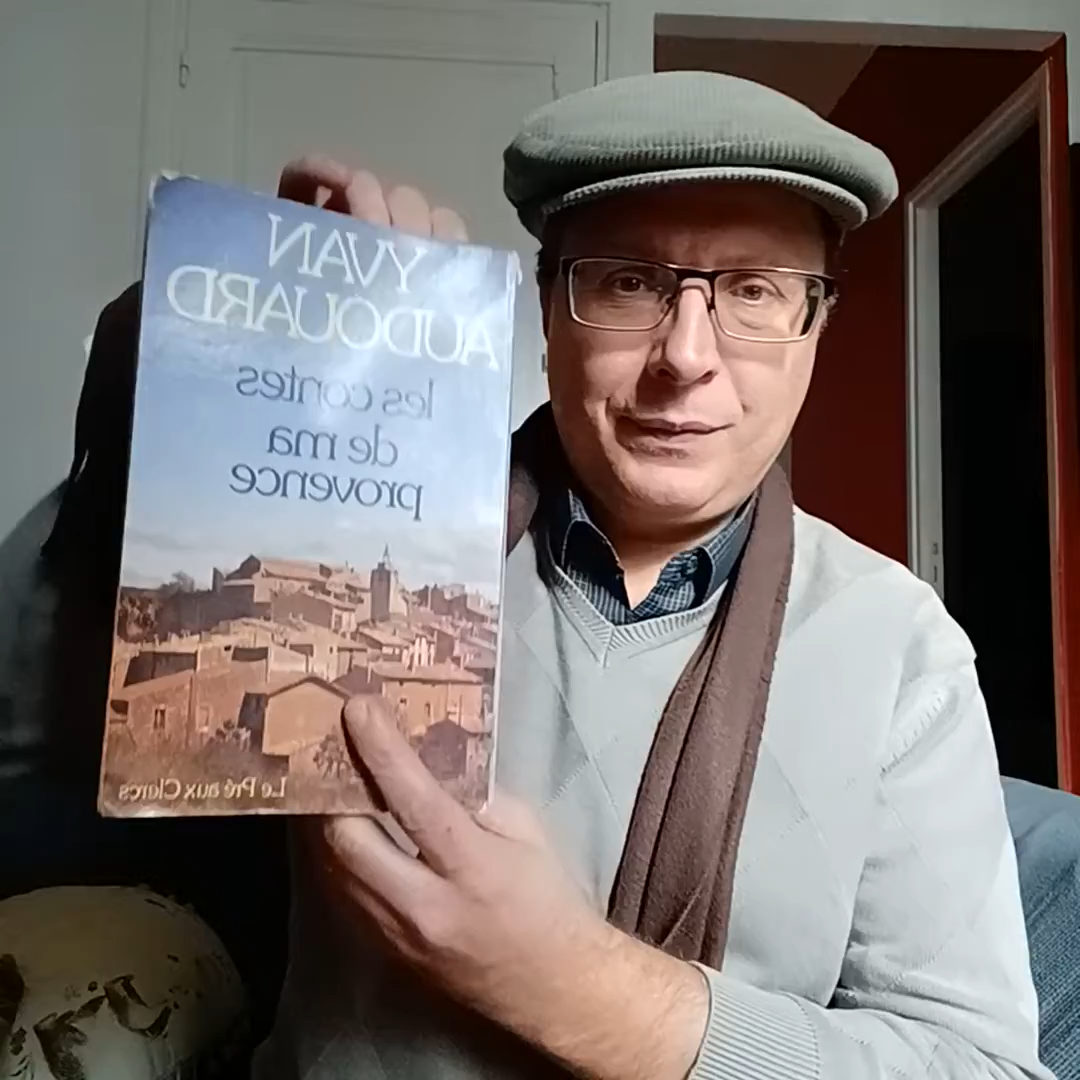 YVAN
AUDOUARD
les contes
de ma
provence
Le Pré aux Clercs